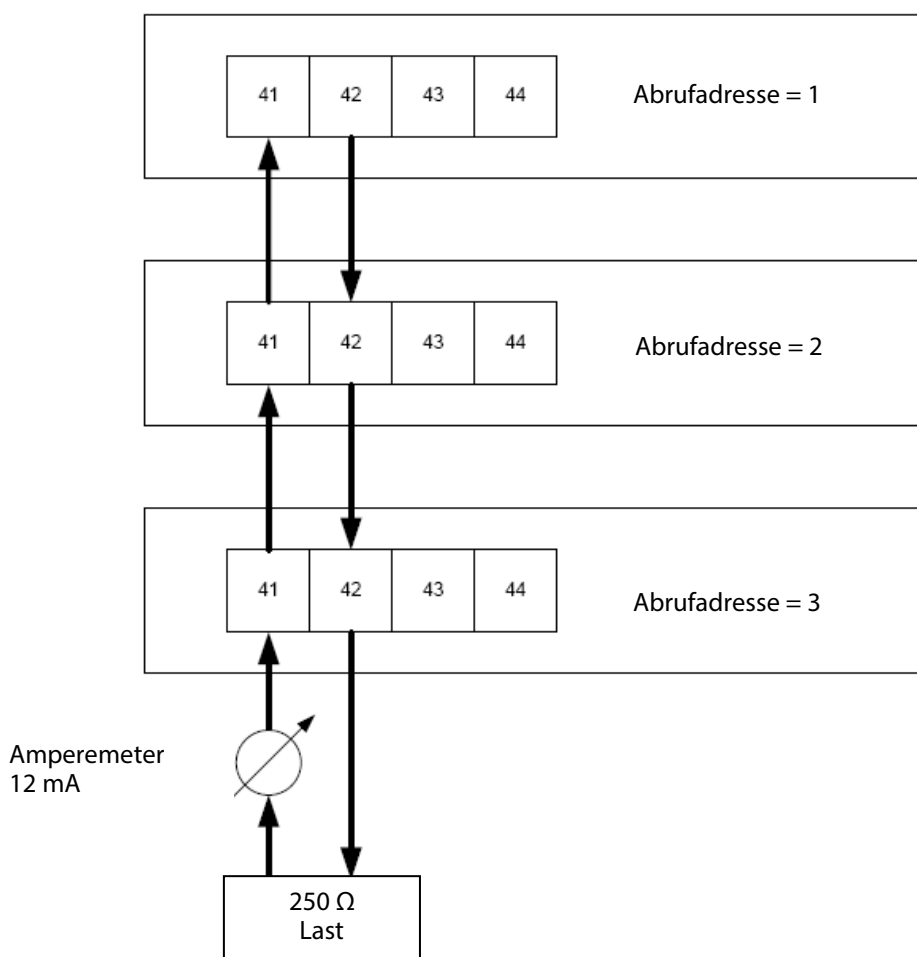 41 42 43 44 Abrufadresse = 1
41 42 43 44 Abrufadresse = 2
41 42 43 44 Abrufadresse = 3
Amperemeter
12 mA
250 Ω
Last